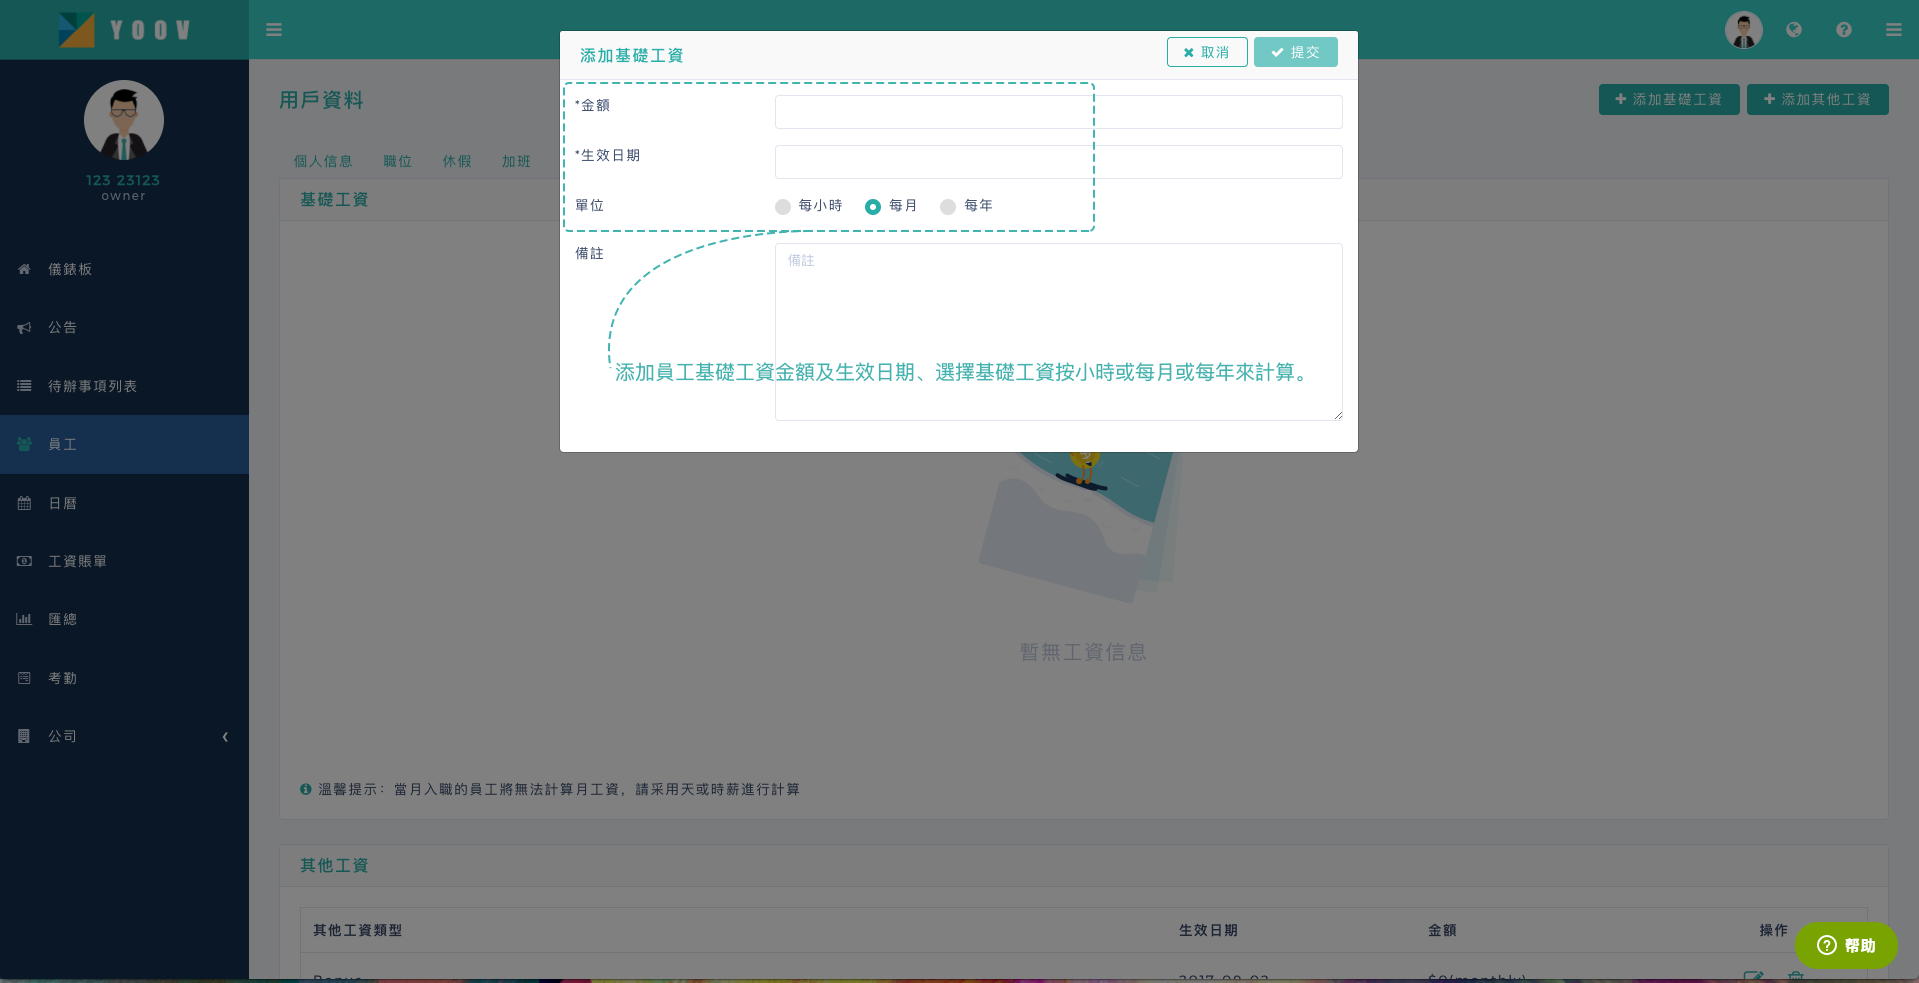 YOOV
添加基礎工資
取消
提交
*金額
*生效日期
單位
每小時
每月
每年
備註
備註
添加員工基礎工資金額及生效日期、選擇基礎工資按小時或每月或每年來計算。
123 23123
owner
儀錶板
公告
待辦事項列表
員工
日曆
工資賬單
匯總
考勤
公司
用戶資料
添加基礎工資
添加其他工資
個人信息
職位
休假
加班
基礎工資
暫無工資信息
溫馨提示：當月入職的員工將無法計算月工資，請采用天或時薪進行計算
其他工資
其他工資類型
生效日期
金額
操作
Bonus
2017-09-02
$0(monthly)
帮助